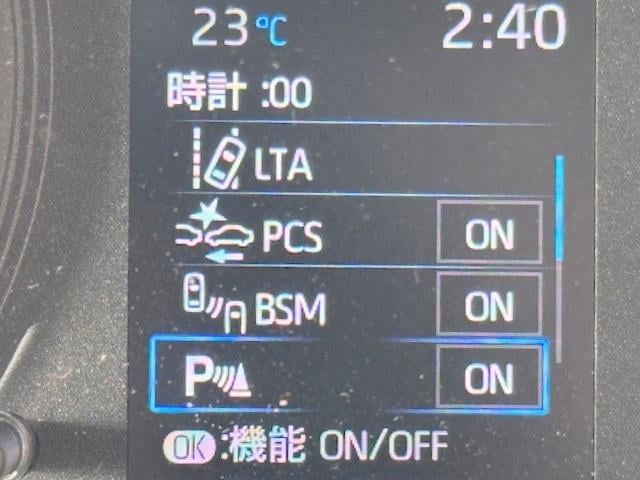 23℃ 2:40
時計 :00
LTA
PCS ON
BSM ON
P ON
OK:機能 ON/OFF